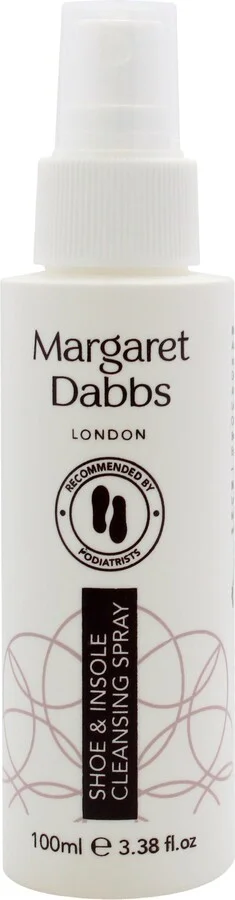 Margaret
Dabbs
LONDON
RECOMMENDED BY
PODIATRISTS
SHOE & INSOLE
CLEANSING SPRAY
100ml e 3.38 fl.oz